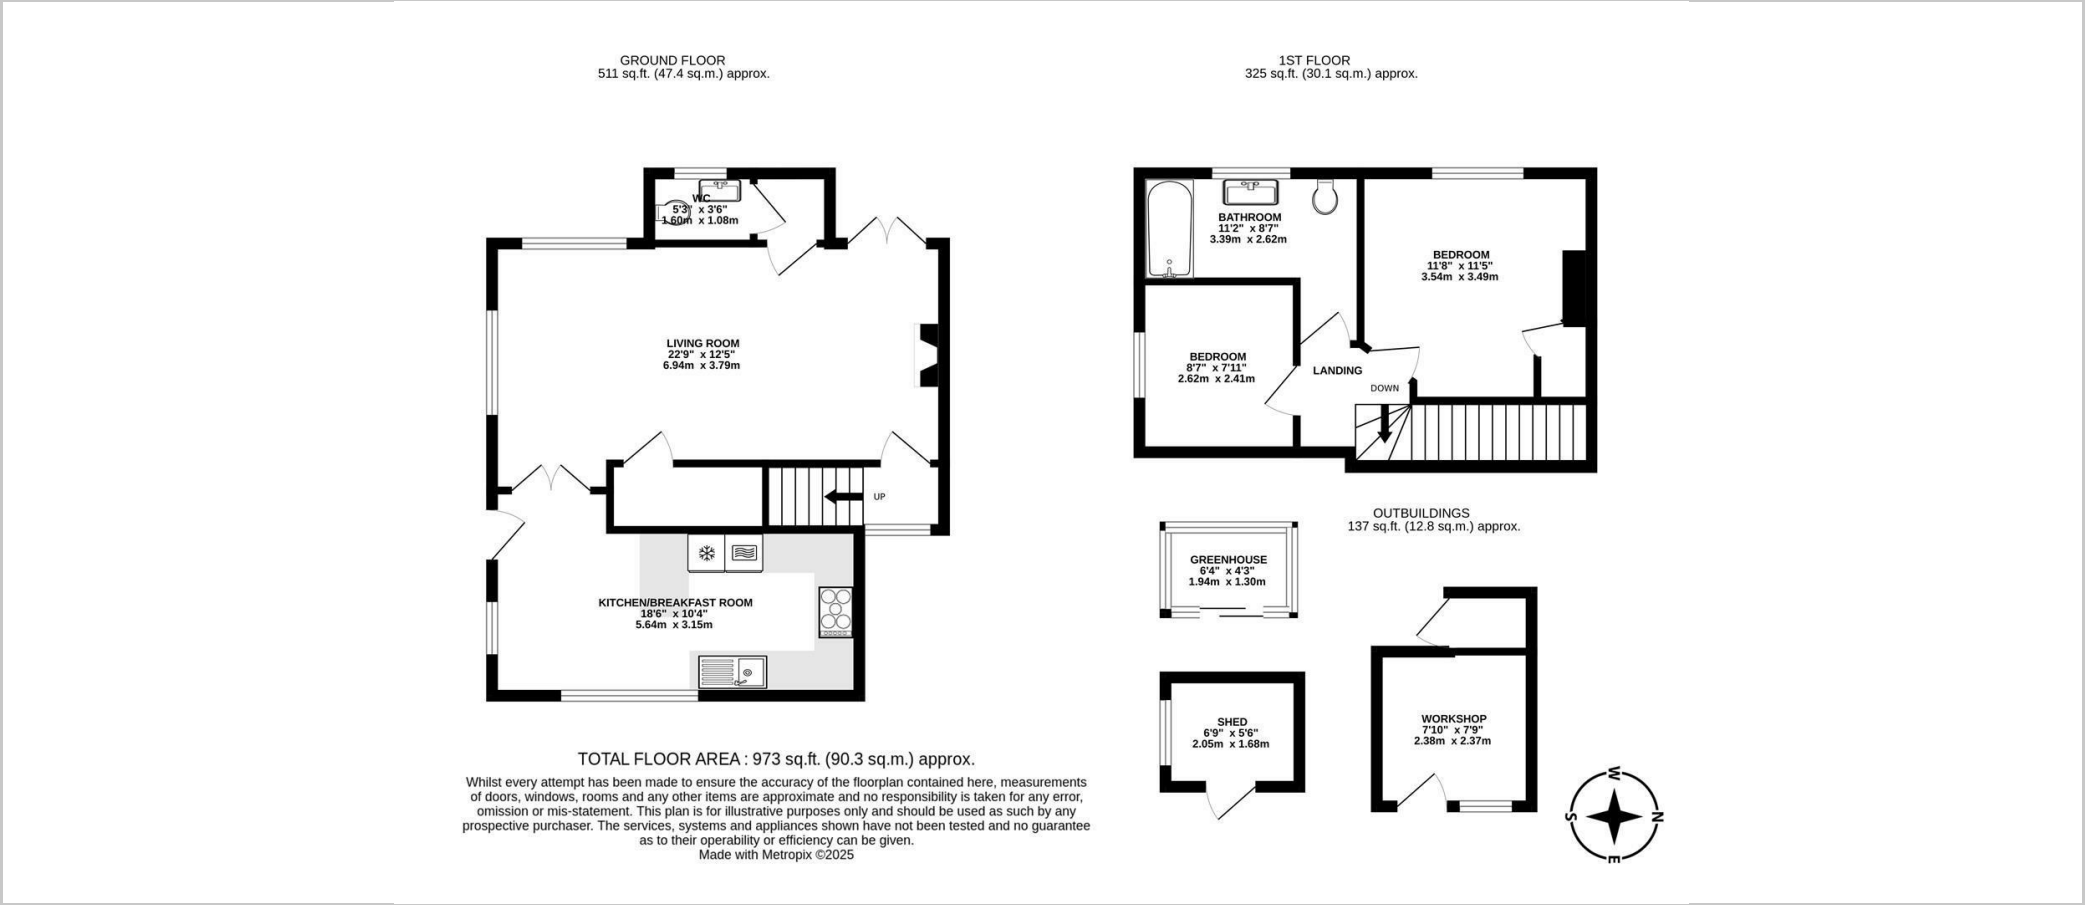 GROUND FLOOR
511 sq.ft. (47.4 sq.m.) approx.
WC
5'3" x 3'6"
1.60m x 1.08m
LIVING ROOM
22'9" x 12'5"
6.94m x 3.79m
UP
KITCHEN/BREAKFAST ROOM
18'6" x 10'4"
5.64m x 3.15m
1ST FLOOR
325 sq.ft. (30.1 sq.m.) approx.
BATHROOM
11'2" x 8'7"
3.39m x 2.62m
BEDROOM
11'8" x 11'5"
3.54m x 3.49m
BEDROOM
8'7" x 7'11"
2.62m x 2.41m
LANDING
DOWN
OUTBUILDINGS
137 sq.ft. (12.8 sq.m.) approx.
GREENHOUSE
6'4" x 4'3"
1.94m x 1.30m
SHED
6'9" x 5'6"
2.05m x 1.68m
WORKSHOP
7'10" x 7'9"
2.38m x 2.37m
TOTAL FLOOR AREA : 973 sq.ft. (90.3 sq.m.) approx.
Whilst every attempt has been made to ensure the accuracy of the floorplan contained here, measurements
of doors, windows, rooms and any other items are approximate and no responsibility is taken for any error,
omission or mis-statement. This plan is for illustrative purposes only and should be used as such by any
prospective purchaser. The services, systems and appliances shown have not been tested and no guarantee
as to their operability or efficiency can be given.
Made with Metropix ©2025
W
S
N
E